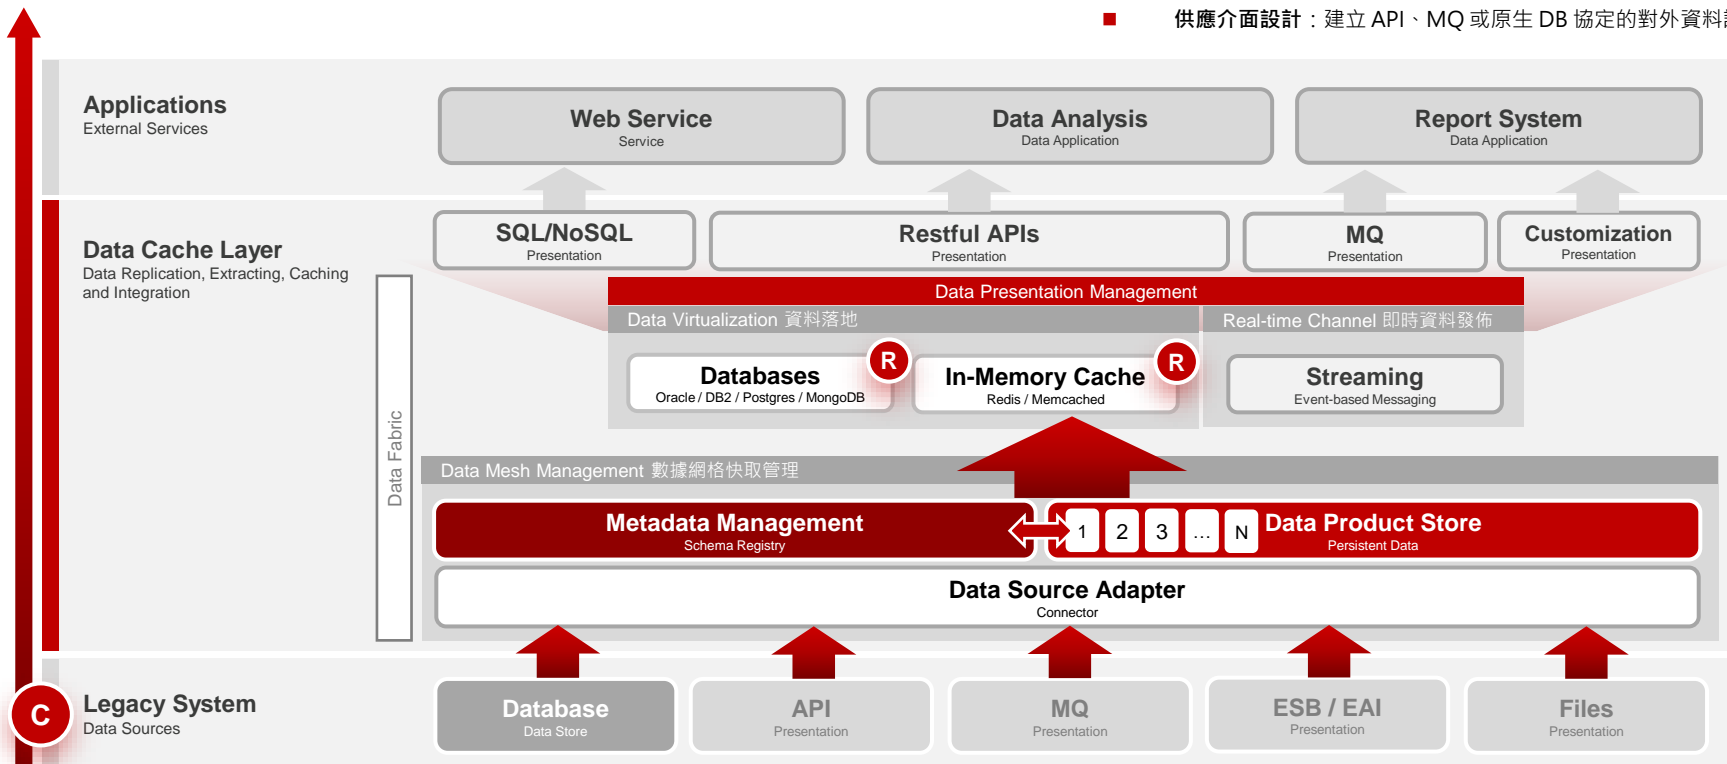 ■ 供應介面設計：建立 API、MQ 或原生 DB 協定的對外資料
Applications
External Services
Web Service
Service
Data Analysis
Data Application
Report System
Data Application
Data Cache Layer
Data Replication, Extracting, Caching
and Integration
SQL/NoSQL
Presentation
Restful APIs
Presentation
MQ
Presentation
Customization
Presentation
Data Presentation Management
Data Virtualization 資料落地
Real-time Channel 即時資料發佈
Databases
Oracle / DB2 / Postgres / MongoDB
R
In-Memory Cache
Redis / Memcached
R
Streaming
Event-based Messaging
Data Fabric
Data Mesh Management 數據網格快取管理
Metadata Management
Schema Registry
1 2 3 ... N
Data Product Store
Persistent Data
Data Source Adapter
Connector
C
Legacy System
Data Sources
Database
Data Store
API
Presentation
MQ
Presentation
ESB / EAI
Presentation
Files
Presentation